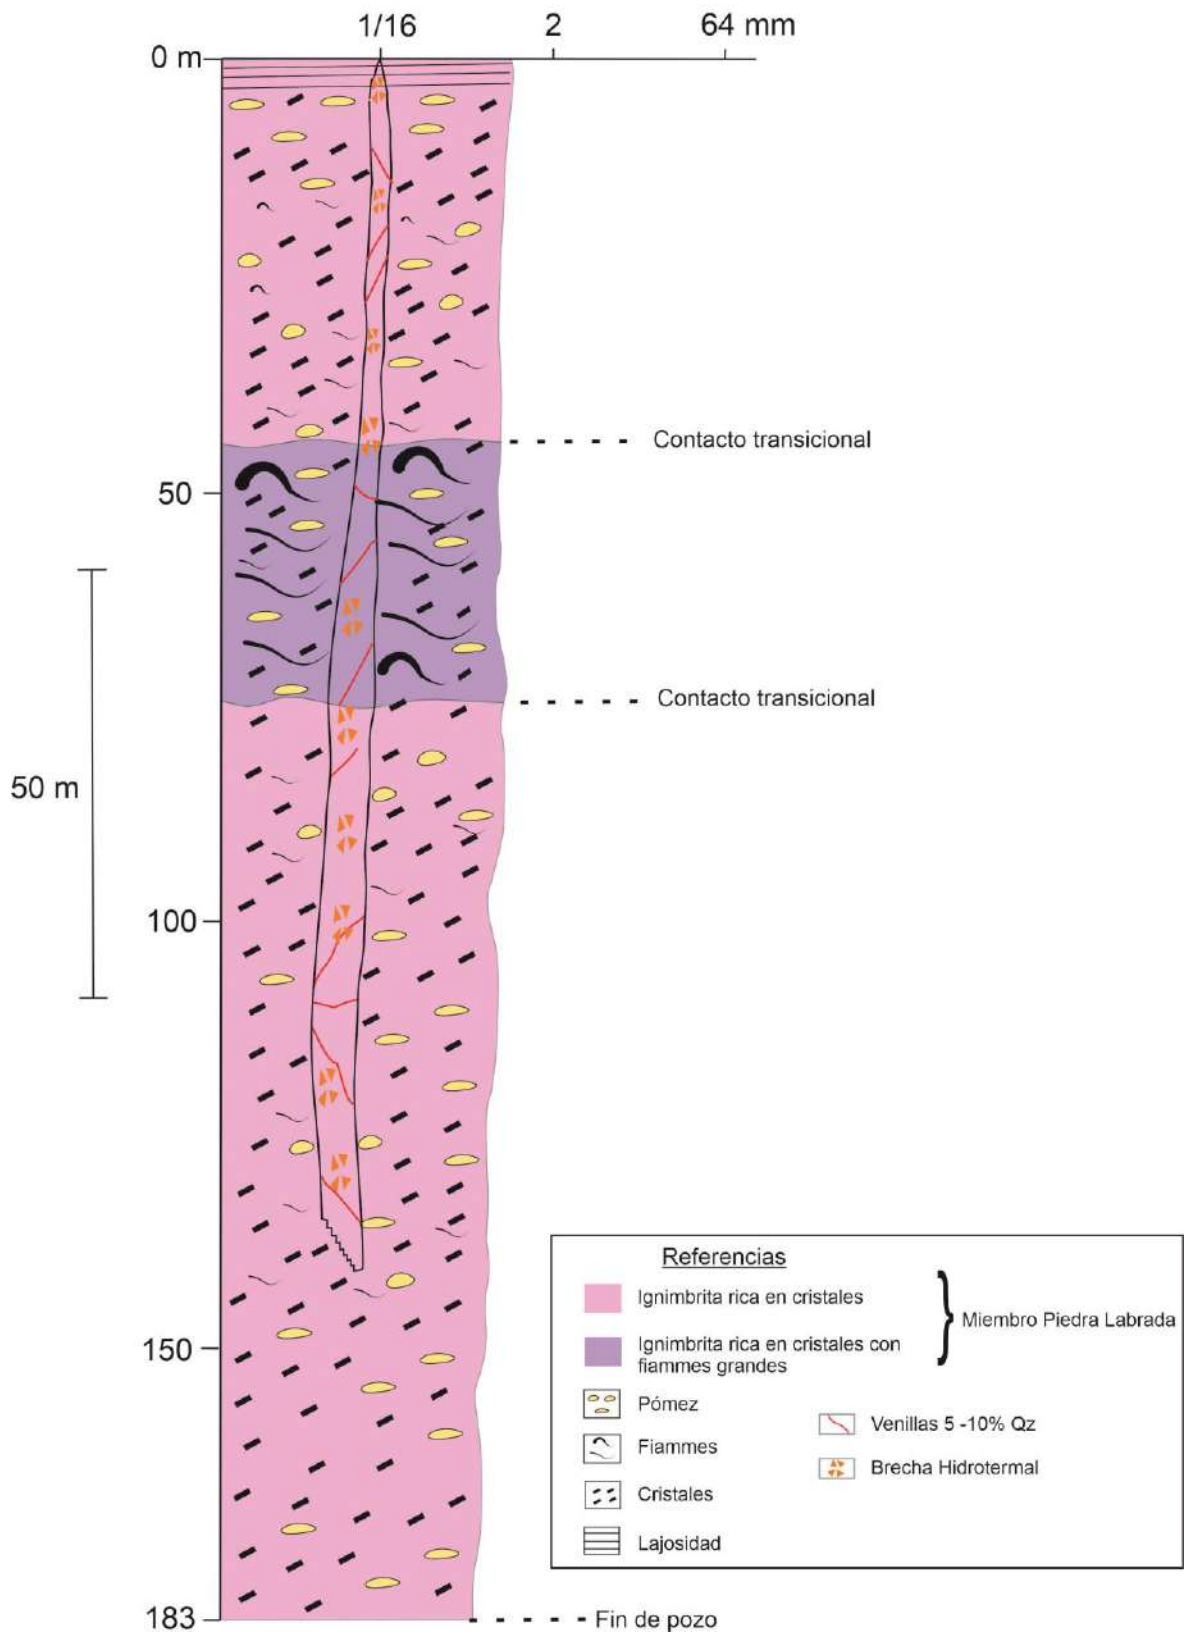 1/16 2 64 mm
0 m
Contacto transicional
50
Contacto transicional
50 m
100
Referencias
Ignimbrita rica en cristales
Miembro Piedra Labrada
Ignimbrita rica en cristales con
fiammes grandes
150
Pómez
Venillas 5 -10% Qz
Fiammes
Brecha Hidrotermal
Cristales
Lajosidad
183
Fin de pozo